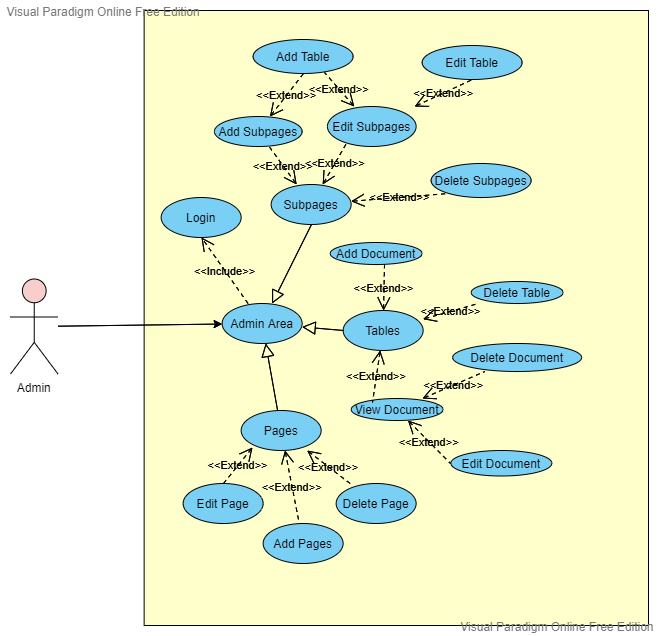 Visual Paradigm Online Free Edition
Add Table
Edit Table
<<Extend>>
<<Extend>>
<<Extend>>
Add Subpages
Edit Subpages
<<Extend>>
<<Extend>>
Delete Subpages
<<Extend>>
Subpages
Login
Add Document
<<Include>>
<<Extend>>
Delete Table
<<Extend>>
Admin Area
Tables
Delete Document
<<Extend>>
<<Extend>>
Admin
View Document
Pages
<<Extend>>
Edit Document
<<Extend>>
<<Extend>>
<<Extend>>
Edit Page
Delete Page
Add Pages
Visual Paradigm Online Free Edition